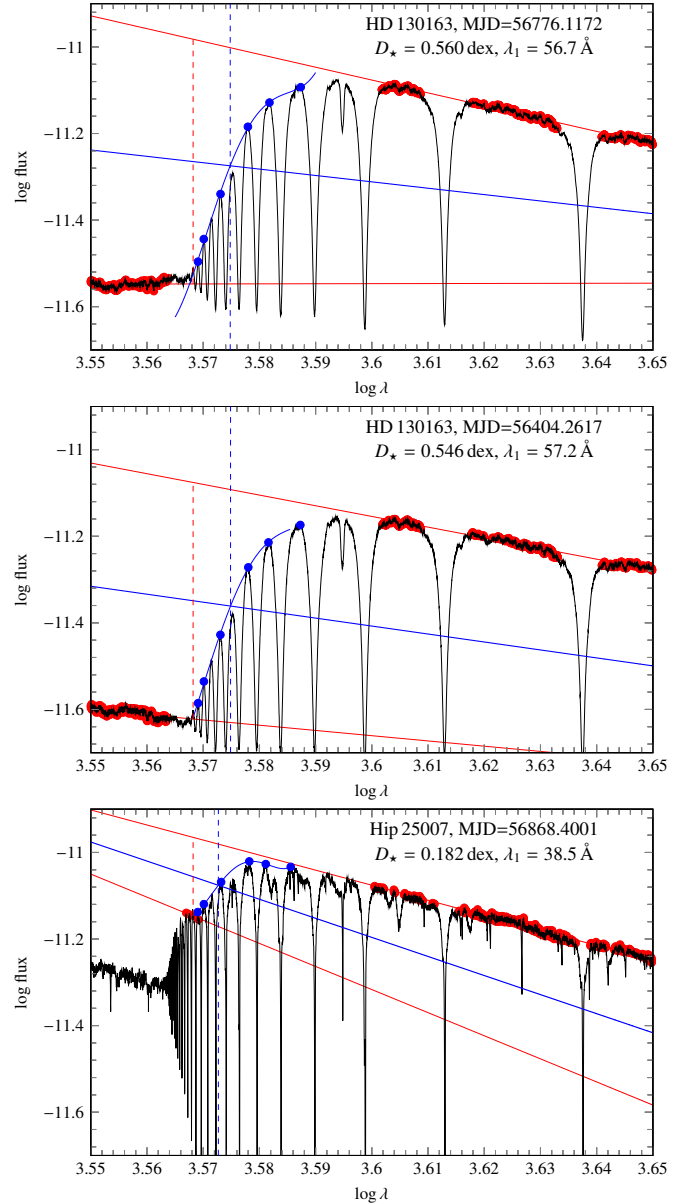 HD 130163, MJD=56776.1172
D⋆ = 0.560 dex, λ1 = 56.7 Å
−11
−11.2
−11.4
−11.6
log flux
3.55 3.56 3.57 3.58 3.59 3.6 3.61 3.62 3.63 3.64 3.65
log λ
HD 130163, MJD=56404.2617
D⋆ = 0.546 dex, λ1 = 57.2 Å
−11
−11.2
−11.4
−11.6
log flux
3.55 3.56 3.57 3.58 3.59 3.6 3.61 3.62 3.63 3.64 3.65
log λ
Hip 25007, MJD=56868.4001
D⋆ = 0.182 dex, λ1 = 38.5 Å
−11
−11.2
−11.4
−11.6
log flux
3.55 3.56 3.57 3.58 3.59 3.6 3.61 3.62 3.63 3.64 3.65
log λ